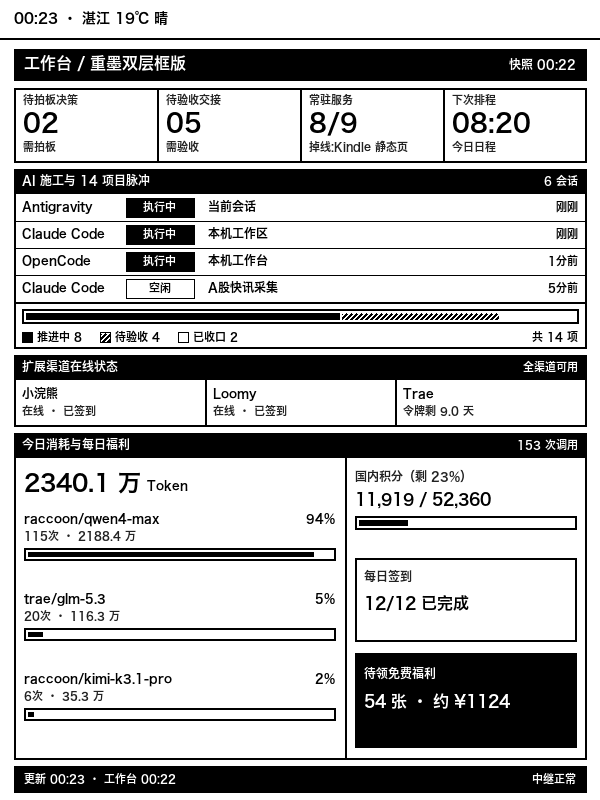 00:23 · 湛江 19℃ 晴
工作台 / 重墨双层框版 快照 00:22
待拍板决策 待验收交接 常驻服务 下次排程
02 05 8/9 08:20
需拍板 需验收 掉线:Kindle 静态页 今日日程
AI 施工与 14 项目脉冲 6 会话
Antigravity 执行中 当前会话 刚刚
Claude Code 执行中 本机工作区 刚刚
OpenCode 执行中 本机工作台 1分前
Claude Code 空闲 A股快讯采集 5分前
推进中 8 待验收 4 已收口 2 共 14 项
扩展渠道在线状态 全渠道可用
小浣熊 Loomy Trae
在线 · 已签到 在线 · 已签到 令牌剩 9.0 天
今日消耗与每日福利 153 次调用
2340.1 万 Token
raccoon/qwen4-max 94%
115次 · 2188.4 万
trae/glm-5.3 5%
20次 · 116.3 万
raccoon/kimi-k3.1-pro 2%
6次 · 35.3 万
国内积分（剩 23%）
11,919 / 52,360
每日签到
12/12 已完成
待领免费福利
54 张 · 约 ¥1124
更新 00:23 · 工作台 00:22 中继正常